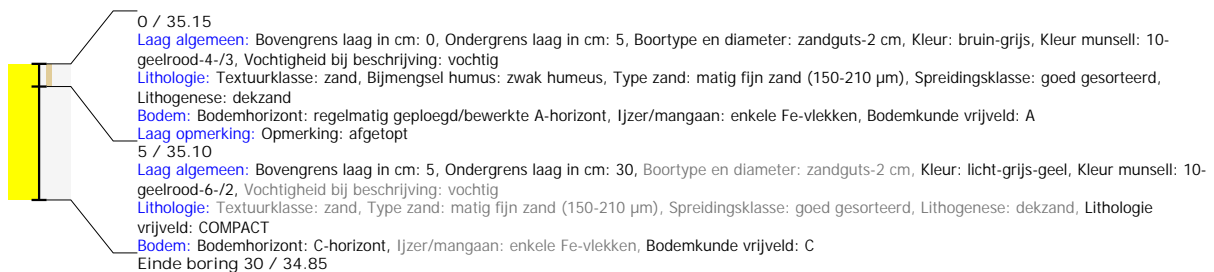 0 / 35.15
Laag algemeen: Bovengrens laag in cm: 0, Ondergrens laag in cm: 5, Boortype en diameter: zandguts-2 cm, Kleur: bruin-grijs, Kleur munsell: 10-
geelrood-4-/3, Vochtigheid bij beschrijving: vochtig
Lithologie: Textuurklasse: zand, Bijmengsel humus: zwak humeus, Type zand: matig fijn zand (150-210 µm), Spreidingsklasse: goed gesorteerd,
Lithogenese: dekzand
Bodem: Bodemhorizont: regelmatig geploegd/bewerkte A-horizont, Ijzer/mangaan: enkele Fe-vlekken, Bodemkunde vrijveld: A
Laag opmerking: Opmerking: afgetopt
5 / 35.10
Laag algemeen: Bovengrens laag in cm: 5, Ondergrens laag in cm: 30, Boortype en diameter: zandguts-2 cm, Kleur: licht-grijs-geel, Kleur munsell: 10-
geelrood-6-/2, Vochtigheid bij beschrijving: vochtig
Lithologie: Textuurklasse: zand, Type zand: matig fijn zand (150-210 µm), Spreidingsklasse: goed gesorteerd, Lithogenese: dekzand, Lithologie
vrijveld: COMPACT
Bodem: Bodemhorizont: C-horizont, Ijzer/mangaan: enkele Fe-vlekken, Bodemkunde vrijveld: C
Einde boring 30 / 34.85